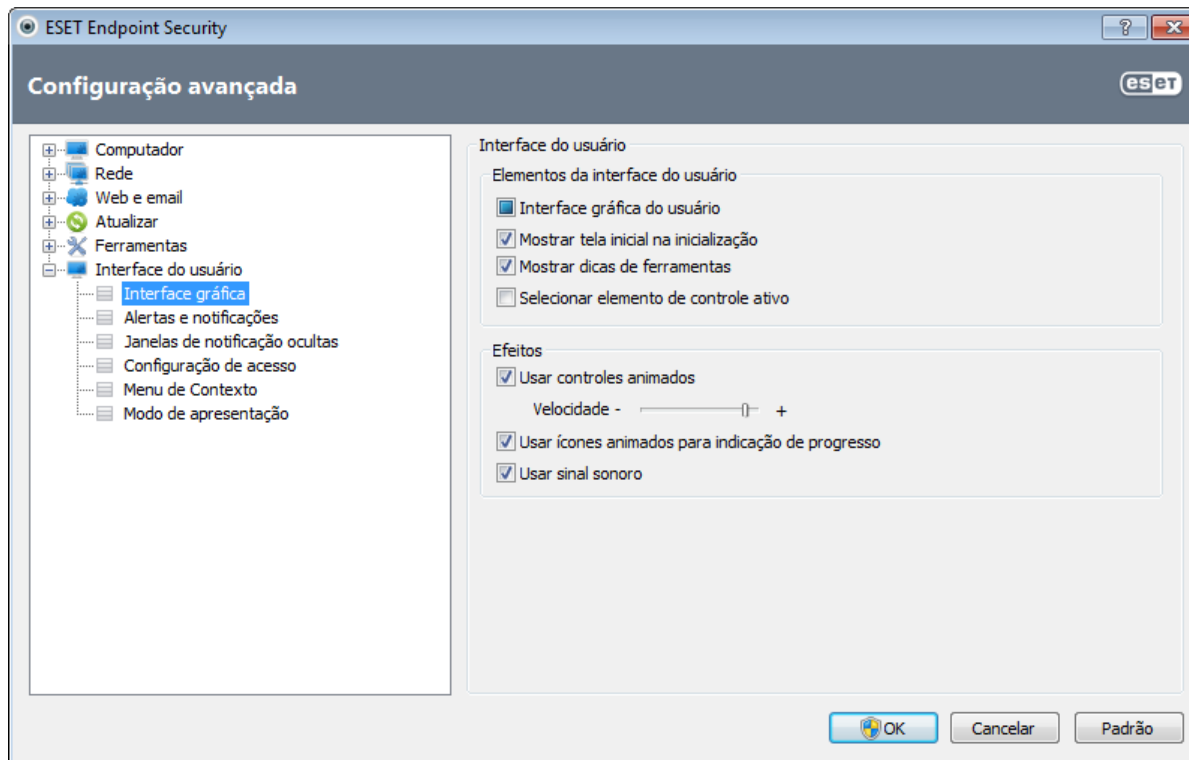 ESET Endpoint Security
?
Configuração avançada
eset
Computador
Rede
Web e email
Atualizar
Ferramentas
Interface do usuário
Interface gráfica
Alertas e notificações
Janelas de notificação ocultas
Configuração de acesso
Menu de Contexto
Modo de apresentação
Interface do usuário
Elementos da interface do usuário
Interface gráfica do usuário
Mostrar tela inicial na inicialização
Mostrar dicas de ferramentas
Selecionar elemento de controle ativo
Efeitos
Usar controles animados
Velocidade - +
Usar ícones animados para indicação de progresso
Usar sinal sonoro
OK Cancelar Padrão